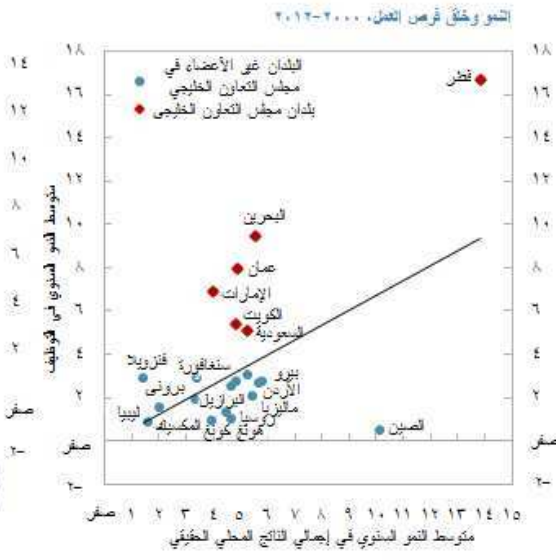 النمو وخلق فرص العمل، ٢٠٠٠-٢٠١٢
البلدان غير الأعضاء في
مجلس التعاون الخليجي
بلدان مجلس التعاون الخليجي
متوسط النمو السنوي في التوظيف
١٨
١٦
١٤
١٢
١٠
٨
٦
٤
٢
صفر
٢-
١٨
١٦
١٤
١٢
١٠
٨
٦
٤
٢
صفر
٢-
١٤
١٢
١٠
٨
٦
٤
٢
صفر
٢-
قطر
البحرين
عمان
الإمارات
الكويت
السعودية
فنزويلا
سنغافورة
بيرو
بروني
البرازيل
الأردن
ماليزيا
ليبيا
المكسيك
روسيا
هونغ كونغ
الصين
صفر ١ ٢ ٣ ٤ ٥ ٦ ٧ ٨ ٩ ١٠ ١١ ١٢ ١٣ ١٤ ١٥
متوسط النمو السنوي في إجمالي الناتج المحلي الحقيقي